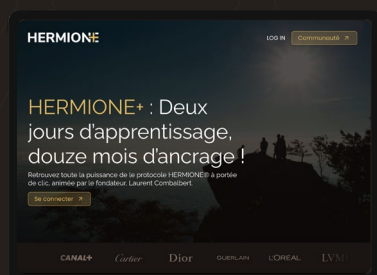 HERMIONE
LOG IN
Communauté
HERMIONE+ : Deux
jours d'apprentissage,
douze mois d'ancrage !
Retrouvez toute la puissance de le protocole HERMIONE® à portée
de clic, animée par le fondateur, Laurent Combalbert.
Se connecter
CANAL+
Cartier
Dior
GUERLAIN
L'ORÉAL
LVM